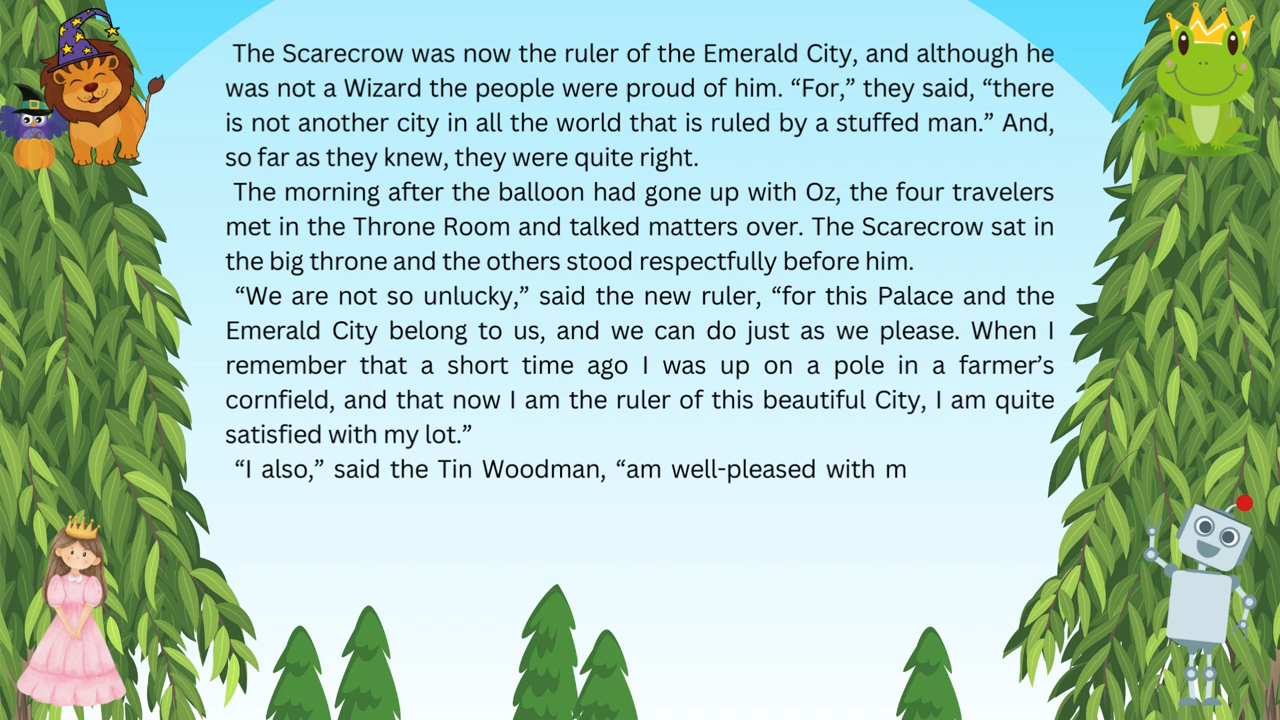 The Scarecrow was now the ruler of the Emerald City, and although he
was not a Wizard the people were proud of him. “For,” they said, “there
is not another city in all the world that is ruled by a stuffed man.” And,
so far as they knew, they were quite right.
The morning after the balloon had gone up with Oz, the four travelers
met in the Throne Room and talked matters over. The Scarecrow sat in
the big throne and the others stood respectfully before him.
“We are not so unlucky,” said the new ruler, “for this Palace and the
Emerald City belong to us, and we can do just as we please. When I
remember that a short time ago I was up on a pole in a farmer’s
cornfield, and that now I am the ruler of this beautiful City, I am quite
satisfied with my lot.”
“I also,” said the Tin Woodman, “am well-pleased with m